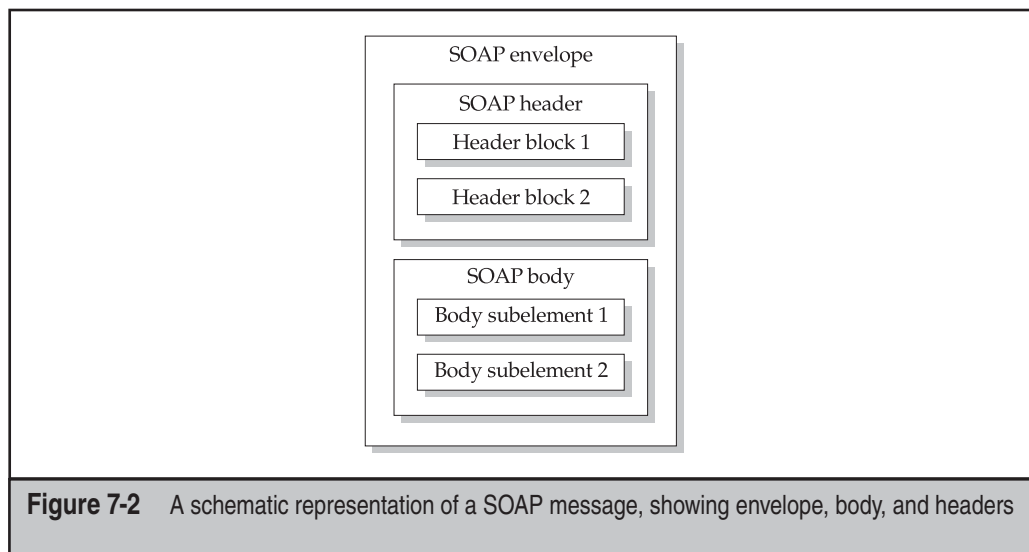 SOAP envelope
SOAP header
Header block 1
Header block 2
SOAP body
Body subelement 1
Body subelement 2
Figure 7-2 A schematic representation of a SOAP message, showing envelope, body, and headers